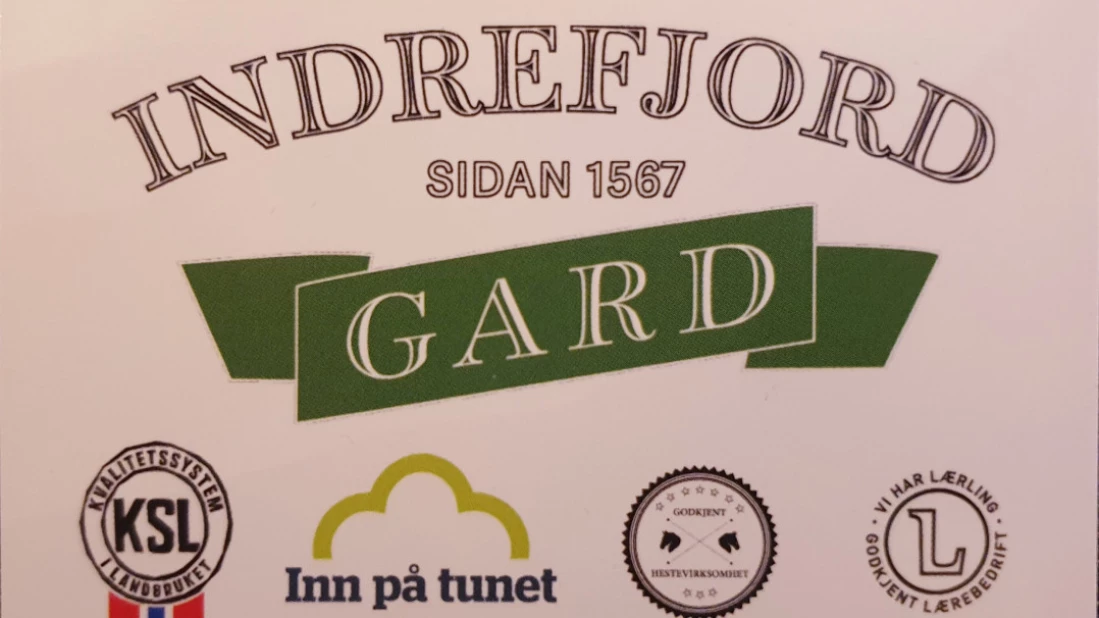 INDREFJORD
SIDAN 1567
GARD
KVALITETSSYSTEM
KSL
I LANDBRUKET
Inn på tunet
GODKJENT
HESTEVIRKSOMHET
· VI HAR LÆRLING ·
L
GODKJENT LÆREBEDRIFT